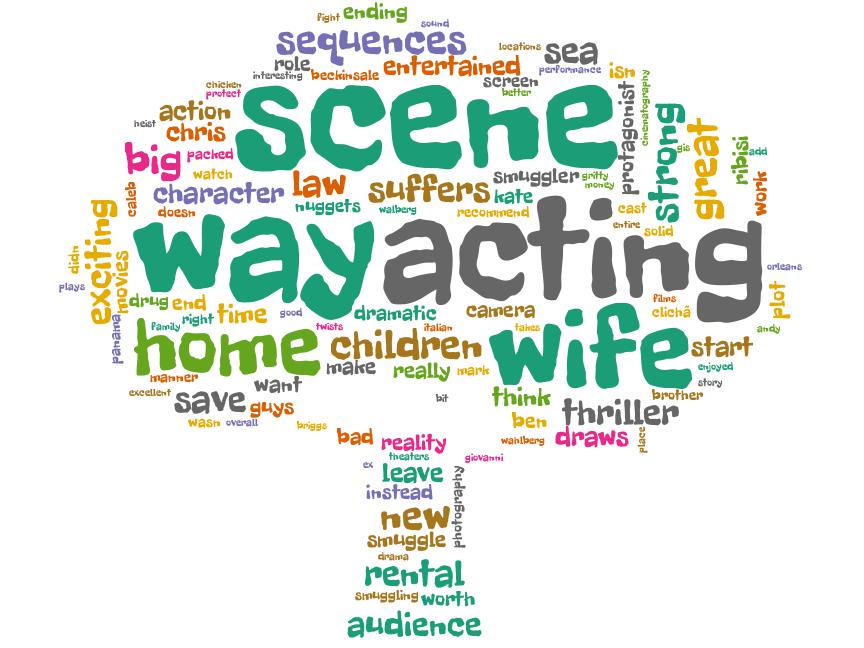 fight ending
sound
sequences
locations
sea
role
interesting
beckinsale
entertained
screen
performance
isn
better
cinematography
chicken
protect
scene
protagonist
action
heist
chris
strong
gis
great
ribisi
add
big
packed
watch
law
suffers
smuggler
gritty
money
work
caleb
character
nuggets
walberg
kate
recommend
cast
entire
solid
doesn
exciting
movies
didn
plays
way
acting
orleans
plot
andy
drug
end
right
time
good
dramatic
camera
films
clichâ
panama
family
twists
italian
takes
home
children
wife
start
enjoyed
story
manner
make
really
mark
want
bit
think
brother
excellent
save
guys
thriller
wasn
overall
briggs
ben
wahlberg
draws
place
bad
reality
theaters
giovanni
ex
leave
instead
photography
new
smuggle
drama
rental
smuggling
worth
audience